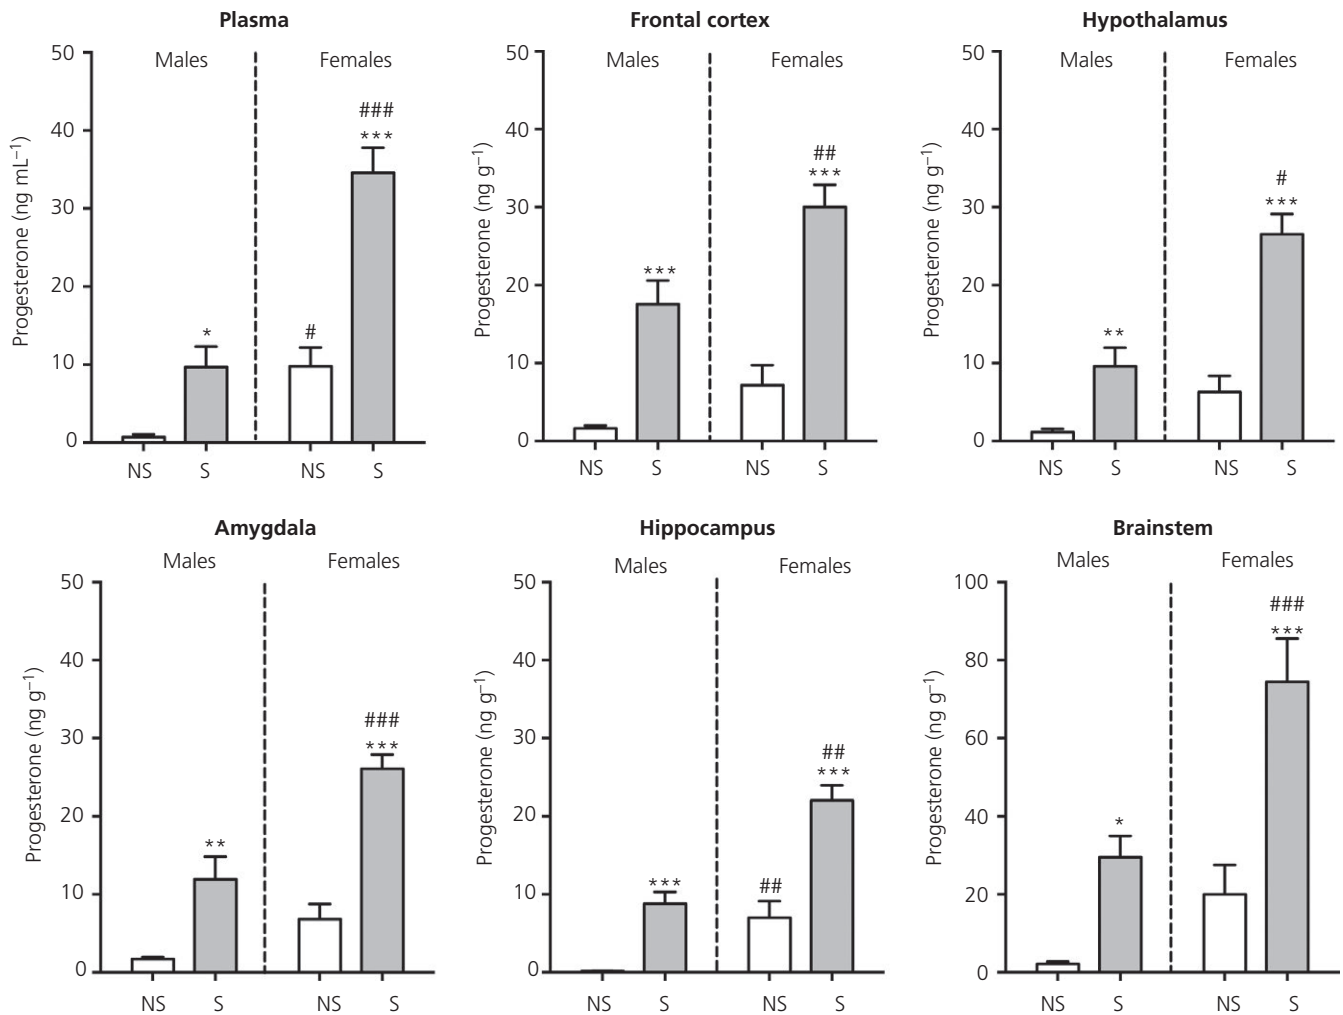 Plasma
Males Females
Progesterone (ng mL⁻¹)
50
40
30
20
10
0
*
#
###
***
NS S NS S
Frontal cortex
Males Females
Progesterone (ng g⁻¹)
50
40
30
20
10
0
***
##
***
NS S NS S
Hypothalamus
Males Females
Progesterone (ng g⁻¹)
50
40
30
20
10
0
**
#
***
NS S NS S
Amygdala
Males Females
Progesterone (ng g⁻¹)
50
40
30
20
10
0
**
###
***
NS S NS S
Hippocampus
Males Females
Progesterone (ng g⁻¹)
50
40
30
20
10
0
***
##
##
***
NS S NS S
Brainstem
Males Females
Progesterone (ng g⁻¹)
100
80
60
40
20
0
*
###
***
NS S NS S